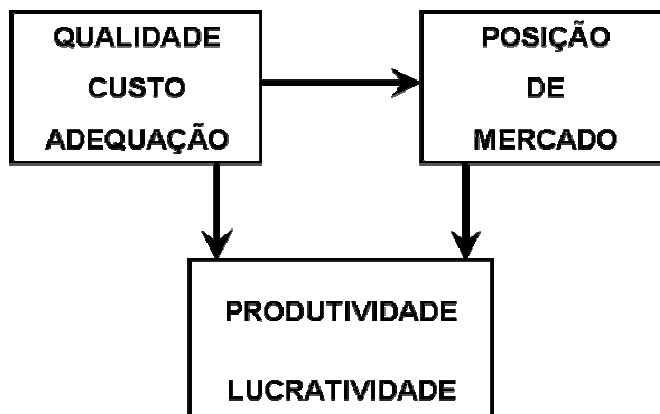 QUALIDADE
CUSTO
ADEQUAÇÃO
POSIÇÃO
DE
MERCADO
PRODUTIVIDADE
LUCRATIVIDADE